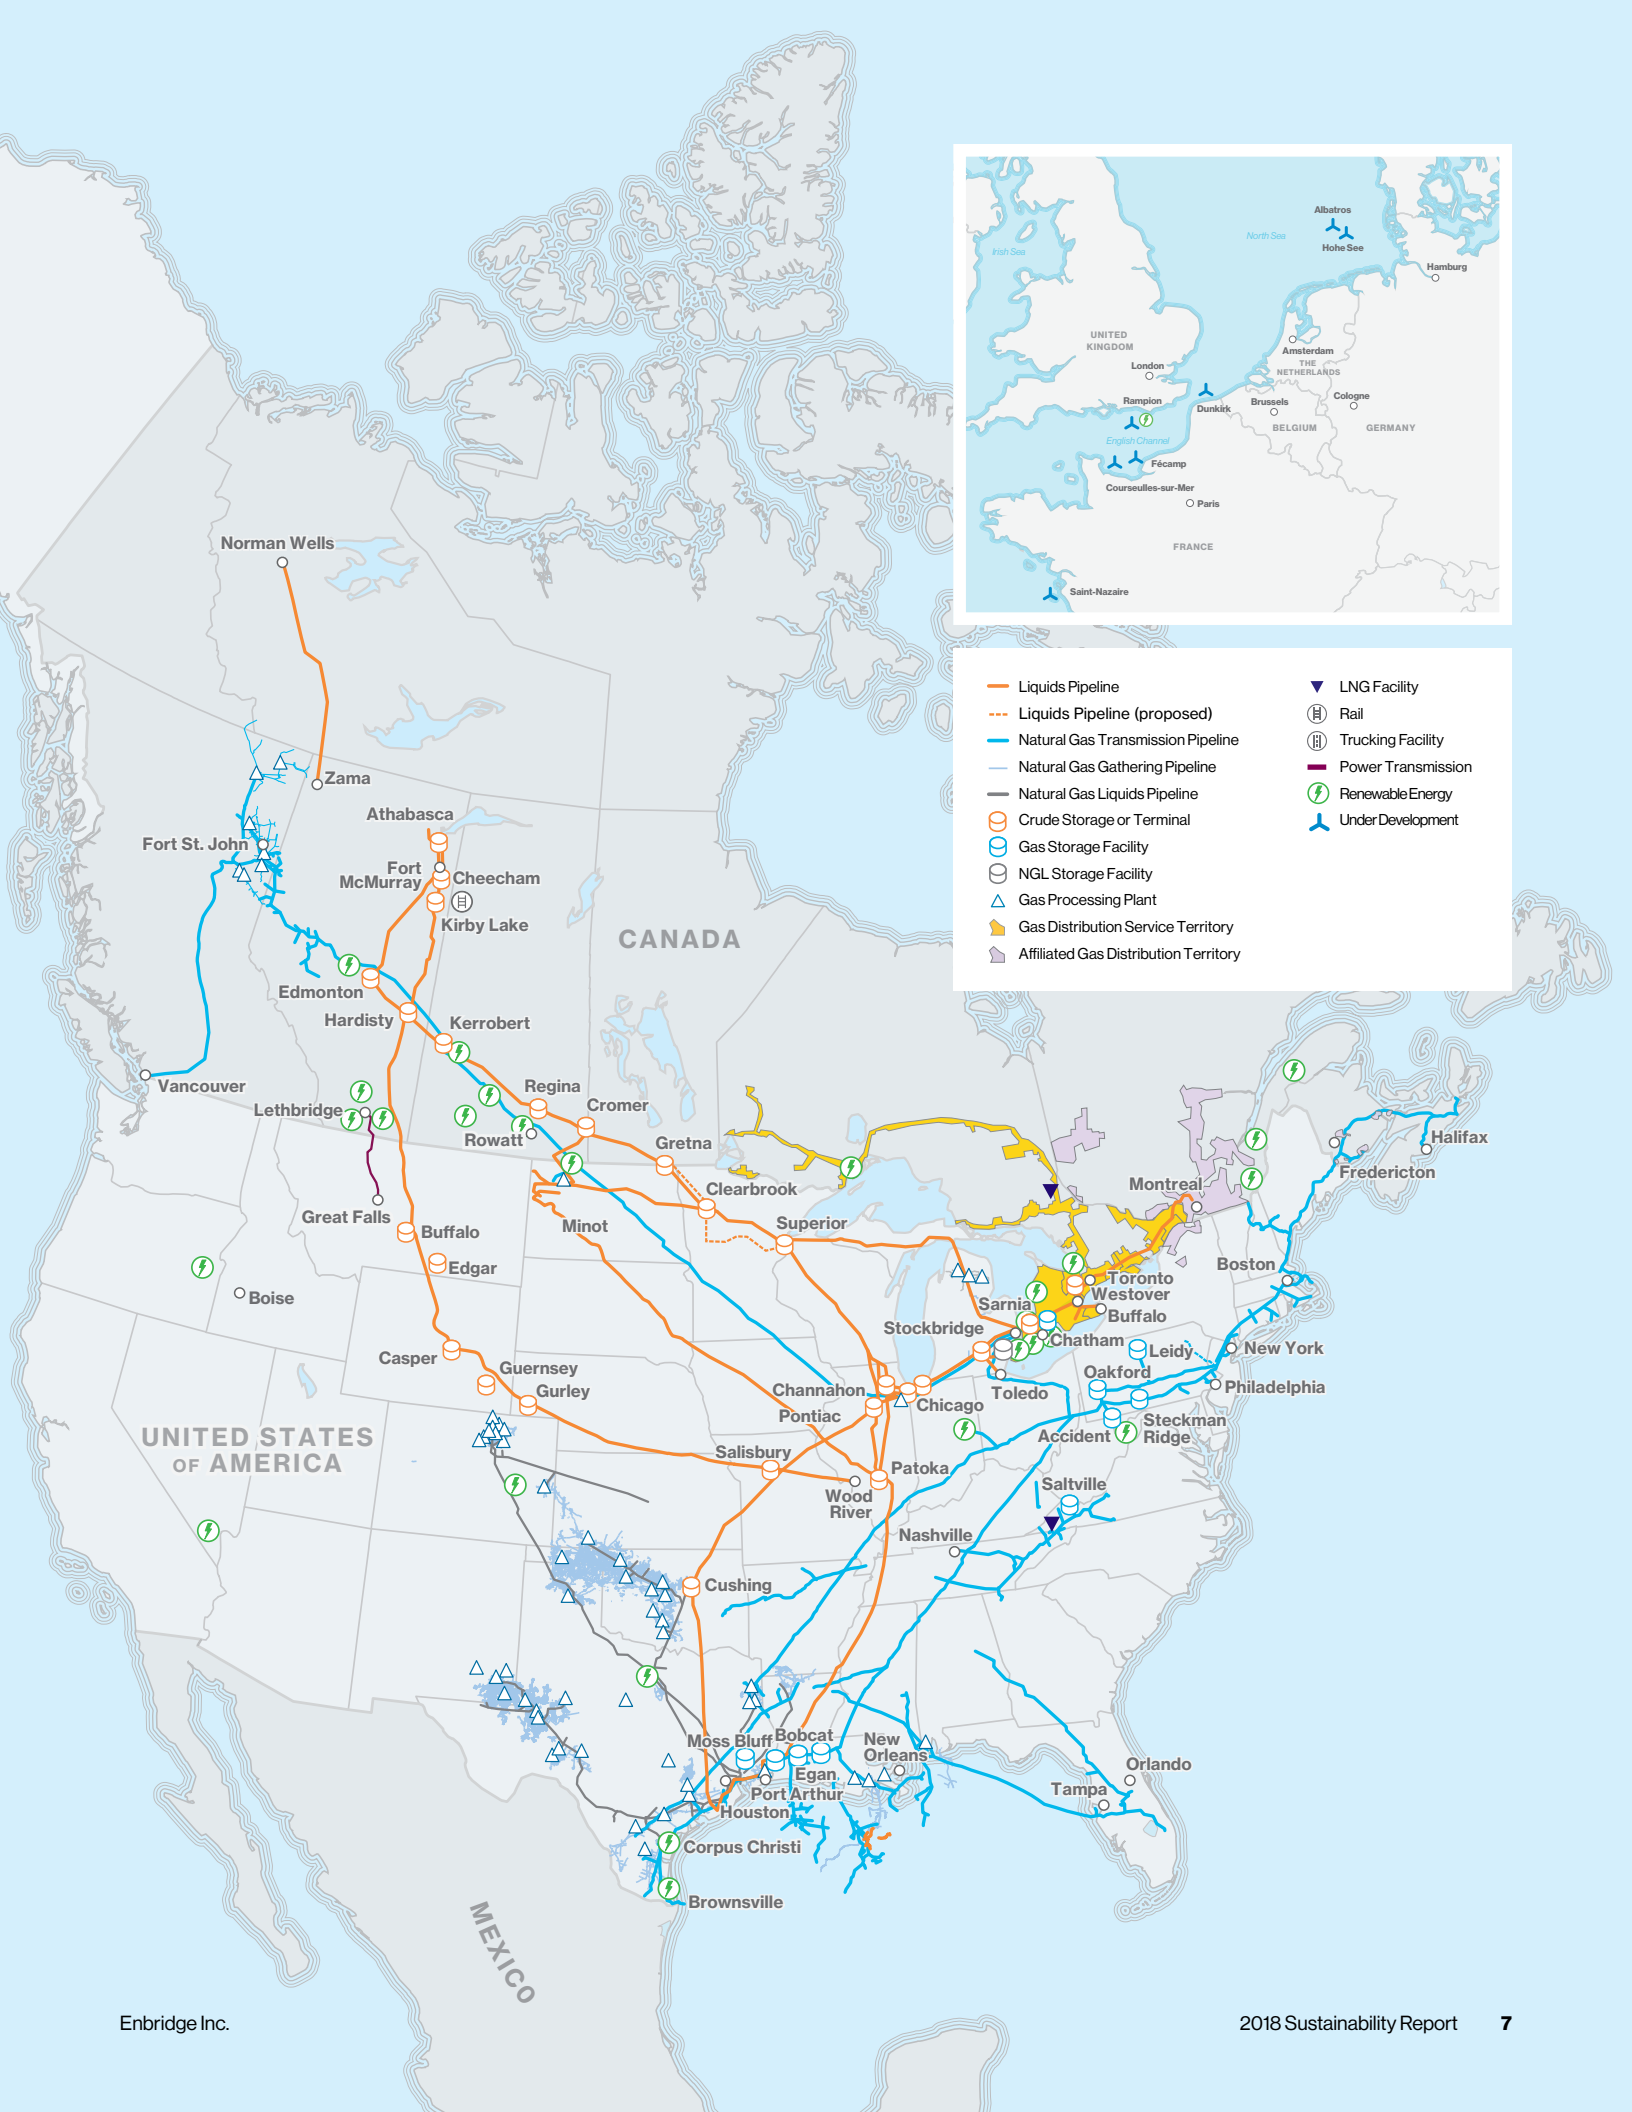 Albatros
North Sea
Irish Sea
Hohe See
Hamburg
UNITED
KINGDOM
Amsterdam
THE
NETHERLANDS
London
Cologne
Rampion
Brussels
Dunkirk
BELGIUM
GERMANY
English Channel
Fécamp
Courseulles-sur-Mer
Paris
FRANCE
Saint-Nazaire
Liquids Pipeline
Liquids Pipeline (proposed)
Natural Gas Transmission Pipeline
Natural Gas Gathering Pipeline
Natural Gas Liquids Pipeline
Crude Storage or Terminal
Gas Storage Facility
NGL Storage Facility
Gas Processing Plant
Gas Distribution Service Territory
Affiliated Gas Distribution Territory
LNG Facility
Rail
Trucking Facility
Power Transmission
Renewable Energy
Under Development
Norman Wells
Zama
Athabasca
Fort St. John
Fort
McMurray
Cheecham
Kirby Lake
CANADA
Edmonton
Hardisty
Kerrobert
Vancouver
Regina
Lethbridge
Cromer
Rowatt
Gretna
Halifax
Fredericton
Clearbrook
Montreal
Great Falls
Minot
Superior
Buffalo
Edgar
Boston
Toronto
Westover
Boise
Sarnia
Buffalo
Stockbridge
Chatham
Leidy
New York
Casper
Guernsey
Gurley
Channahon
Oakford
Toledo
Philadelphia
Chicago
Pontiac
Steckman
Ridge
Accident
UNITED STATES
OF AMERICA
Salisbury
Patoka
Wood
River
Saltville
Nashville
Cushing
Moss Bluff
Bobcat
New
Orleans
Egan
Port Arthur
Houston
Orlando
Tampa
Corpus Christi
Brownsville
MEXICO
Enbridge Inc.
2018 Sustainability Report 7